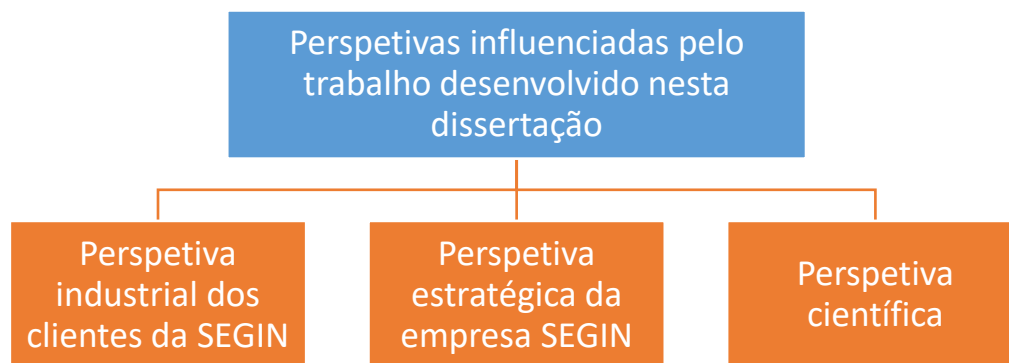 Perspetivas influenciadas pelo
trabalho desenvolvido nesta
dissertação
Perspetiva
industrial dos
clientes da SEGIN
Perspetiva
estratégica da
empresa SEGIN
Perspetiva
científica